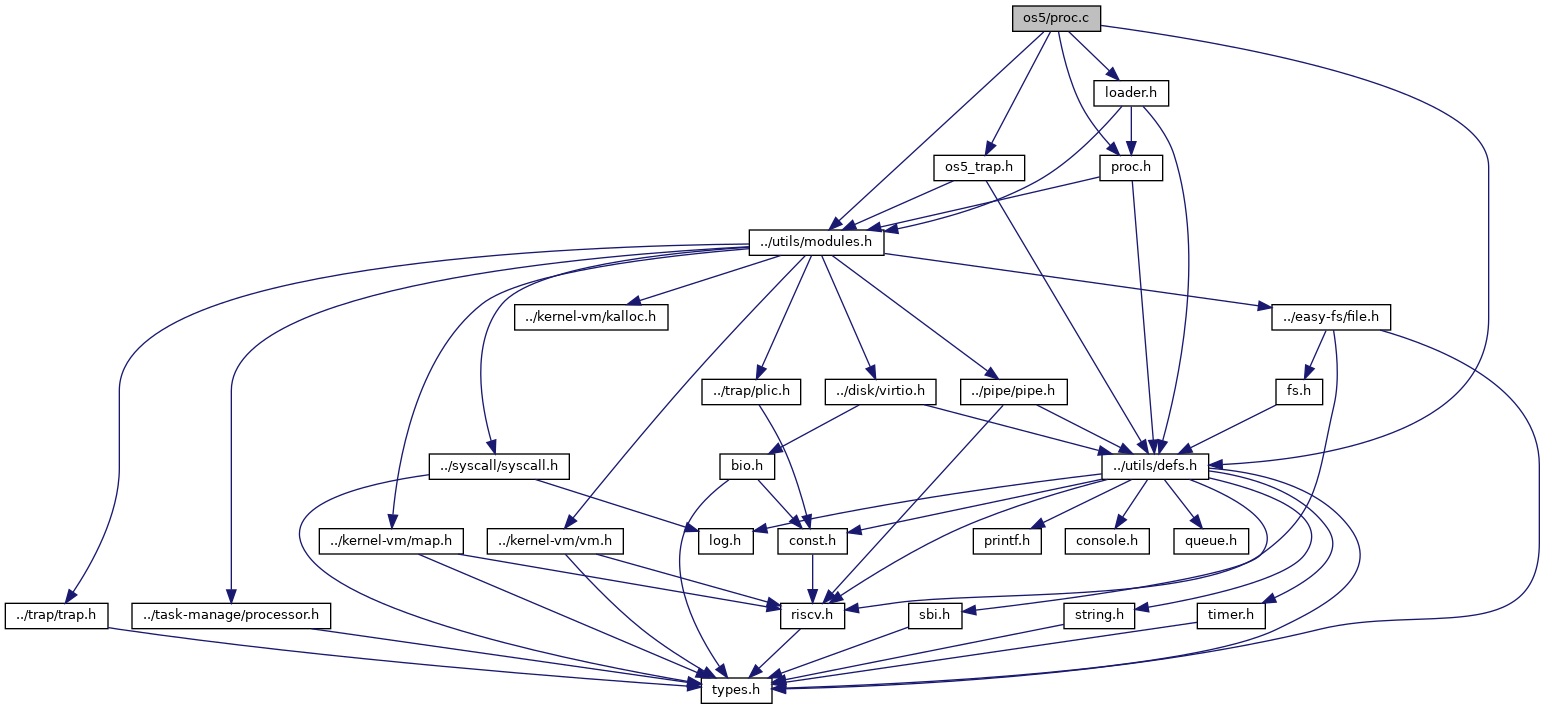 os5/proc.c
loader.h
os5_trap.h
proc.h
../utils/modules.h
../kernel-vm/kalloc.h
../easy-fs/file.h
../trap/plic.h
../disk/virtio.h
../pipe/pipe.h
fs.h
../syscall/syscall.h
bio.h
../utils/defs.h
../kernel-vm/map.h
../kernel-vm/vm.h
log.h
const.h
printf.h
console.h
queue.h
../trap/trap.h
../task-manage/processor.h
riscv.h
sbi.h
string.h
timer.h
types.h